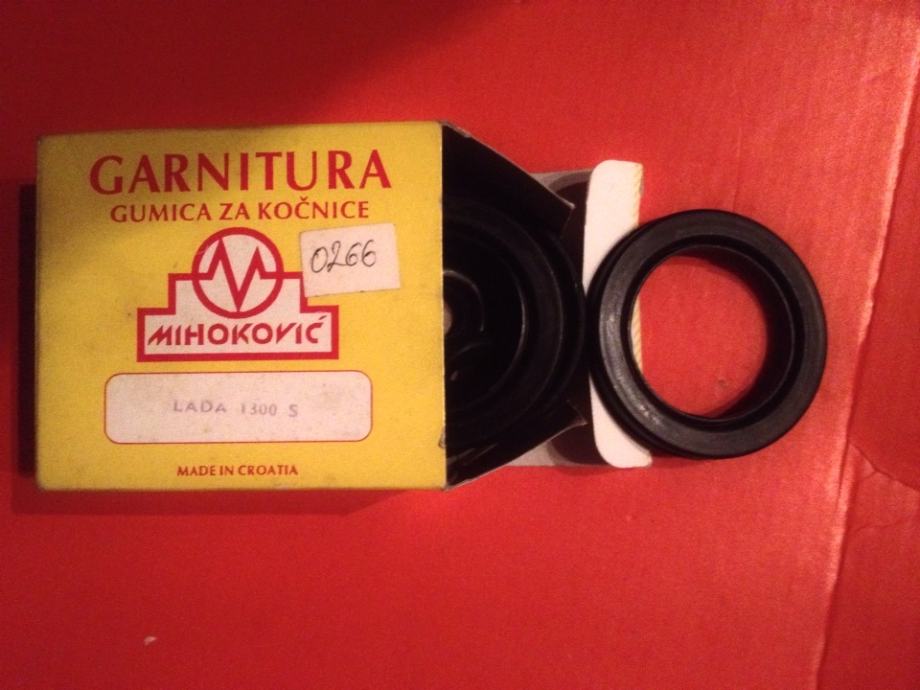 GARNITURA
GUMICA ZA KOČNICE
0266
MIHOKOVIĆ
LADA 1300 S
MADE IN CROATIA